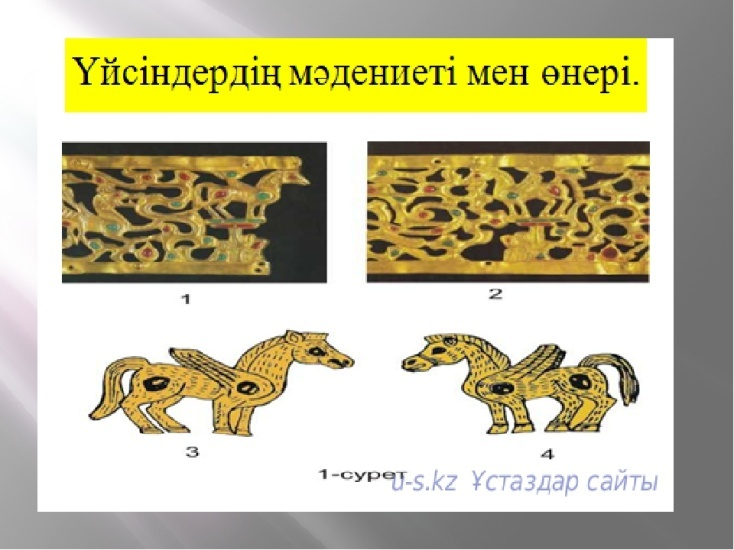 Үйсіндердің мәдениеті мен өнері.
1
2
3
4
1-сурет
u-s.kz Ұстаздар сайты